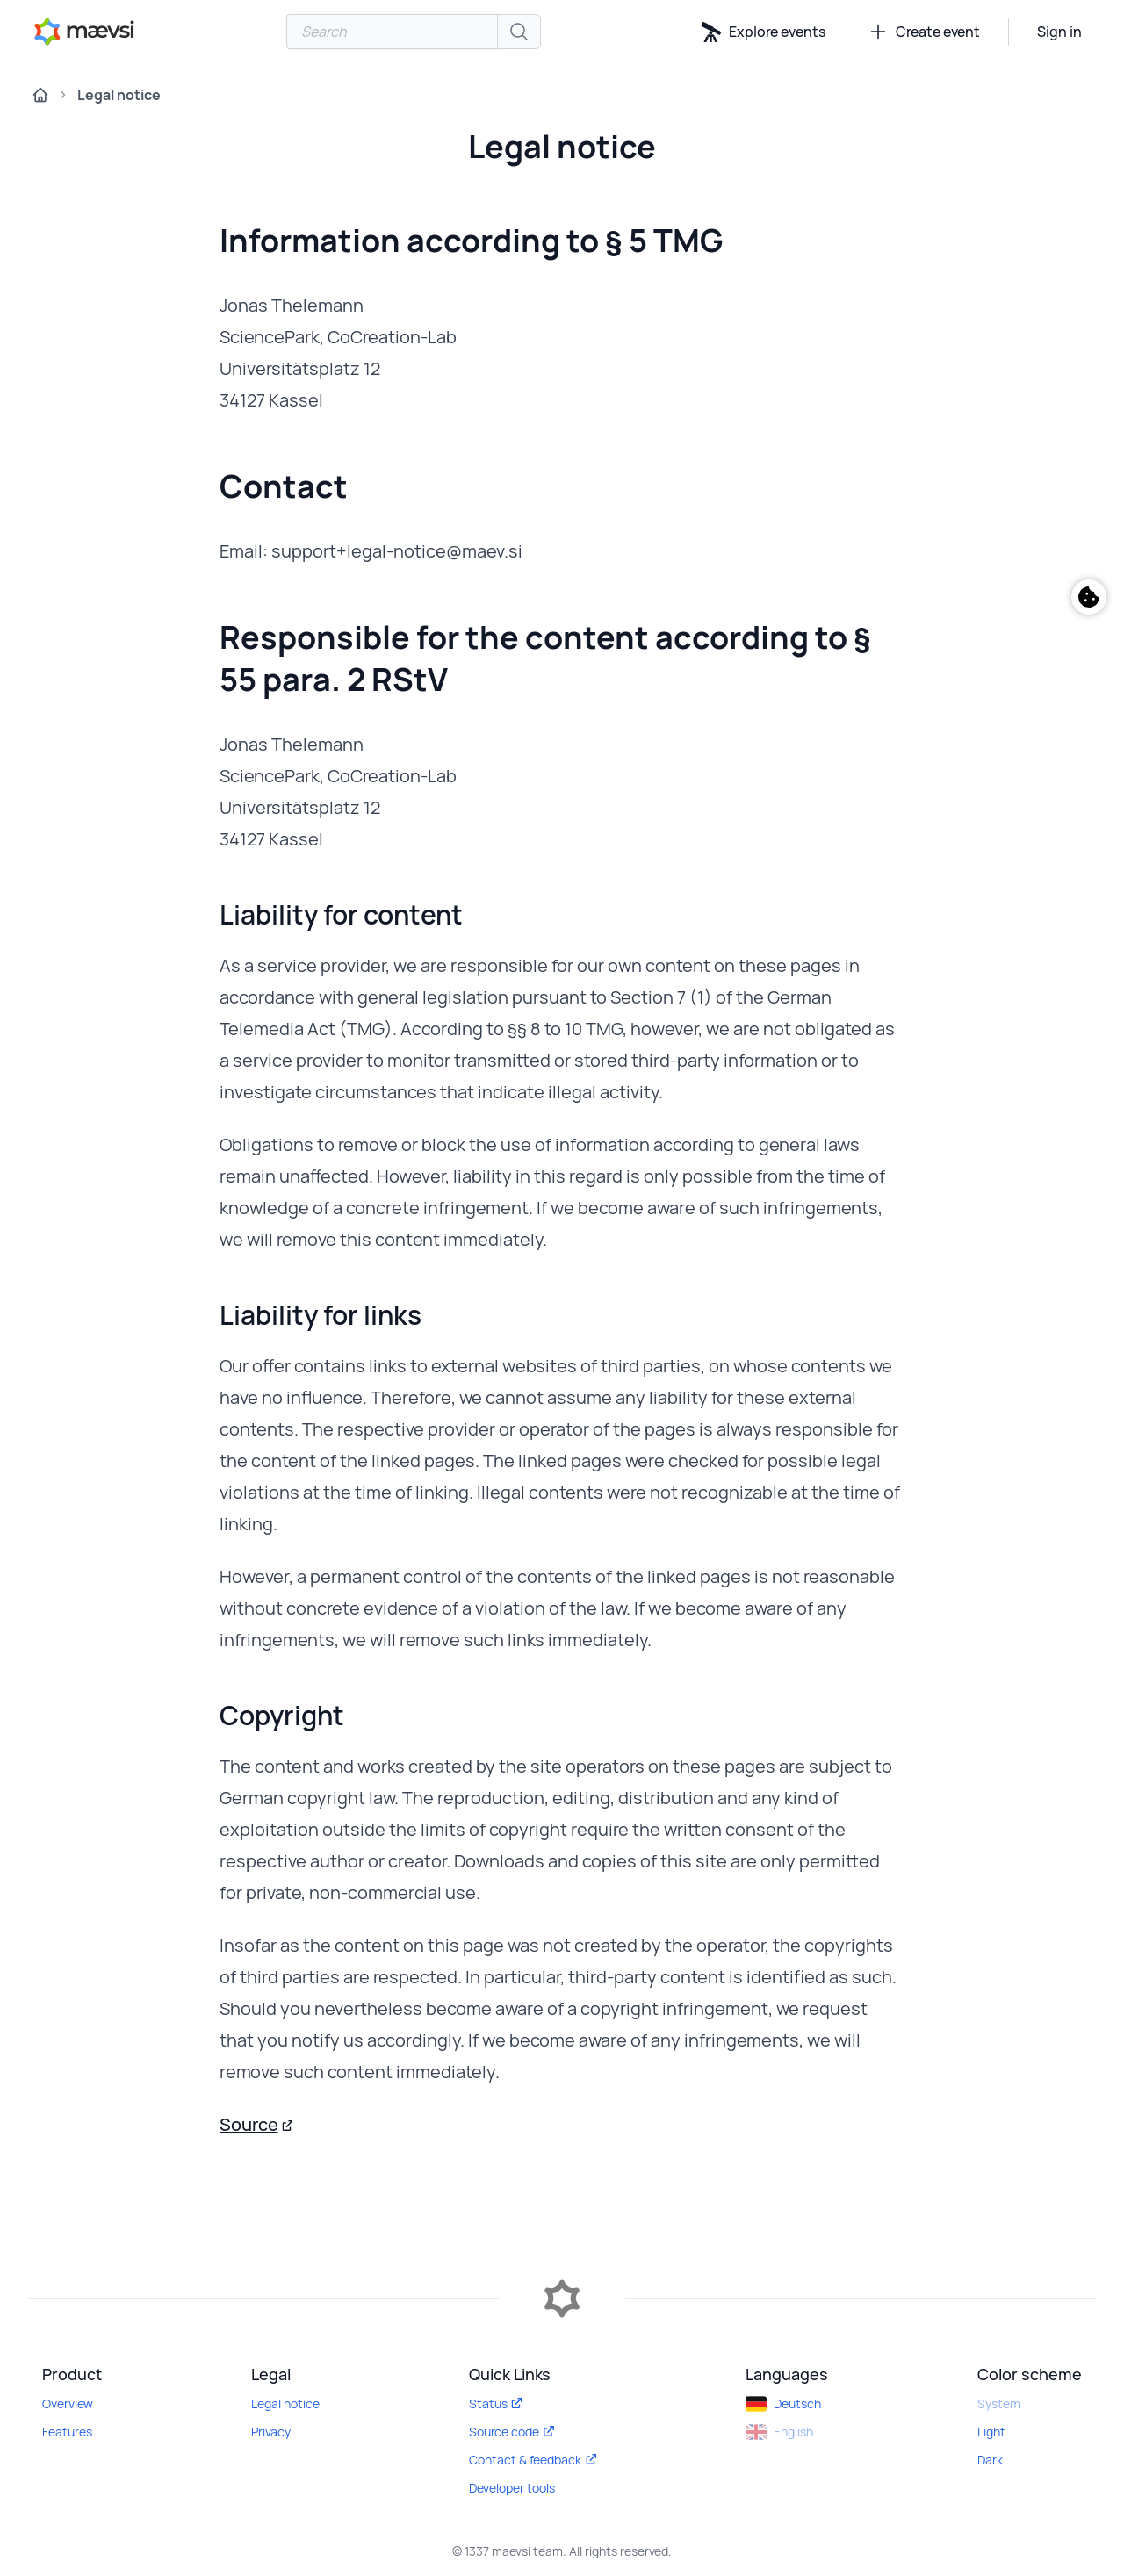 mævsi
Search
Explore events
Create event
Sign in
Legal notice
Legal notice
Information according to § 5 TMG
Jonas Thelemann
SciencePark, CoCreation-Lab
Universitätsplatz 12
34127 Kassel
Contact
Email: support+legal-notice@maev.si
Responsible for the content according to §
55 para. 2 RStV
Jonas Thelemann
SciencePark, CoCreation-Lab
Universitätsplatz 12
34127 Kassel
Liability for content
As a service provider, we are responsible for our own content on these pages in
accordance with general legislation pursuant to Section 7 (1) of the German
Telemedia Act (TMG). According to §§ 8 to 10 TMG, however, we are not obligated as
a service provider to monitor transmitted or stored third-party information or to
investigate circumstances that indicate illegal activity.
Obligations to remove or block the use of information according to general laws
remain unaffected. However, liability in this regard is only possible from the time of
knowledge of a concrete infringement. If we become aware of such infringements,
we will remove this content immediately.
Liability for links
Our offer contains links to external websites of third parties, on whose contents we
have no influence. Therefore, we cannot assume any liability for these external
contents. The respective provider or operator of the pages is always responsible for
the content of the linked pages. The linked pages were checked for possible legal
violations at the time of linking. Illegal contents were not recognizable at the time of
linking.
However, a permanent control of the contents of the linked pages is not reasonable
without concrete evidence of a violation of the law. If we become aware of any
infringements, we will remove such links immediately.
Copyright
The content and works created by the site operators on these pages are subject to
German copyright law. The reproduction, editing, distribution and any kind of
exploitation outside the limits of copyright require the written consent of the
respective author or creator. Downloads and copies of this site are only permitted
for private, non-commercial use.
Insofar as the content on this page was not created by the operator, the copyrights
of third parties are respected. In particular, third-party content is identified as such.
Should you nevertheless become aware of a copyright infringement, we request
that you notify us accordingly. If we become aware of any infringements, we will
remove such content immediately.
Source
Product
Overview
Features
Legal
Legal notice
Privacy
Quick Links
Status
Source code
Contact & feedback
Developer tools
Languages
Deutsch
English
Color scheme
System
Light
Dark
© 1337 maevsi team. All rights reserved.